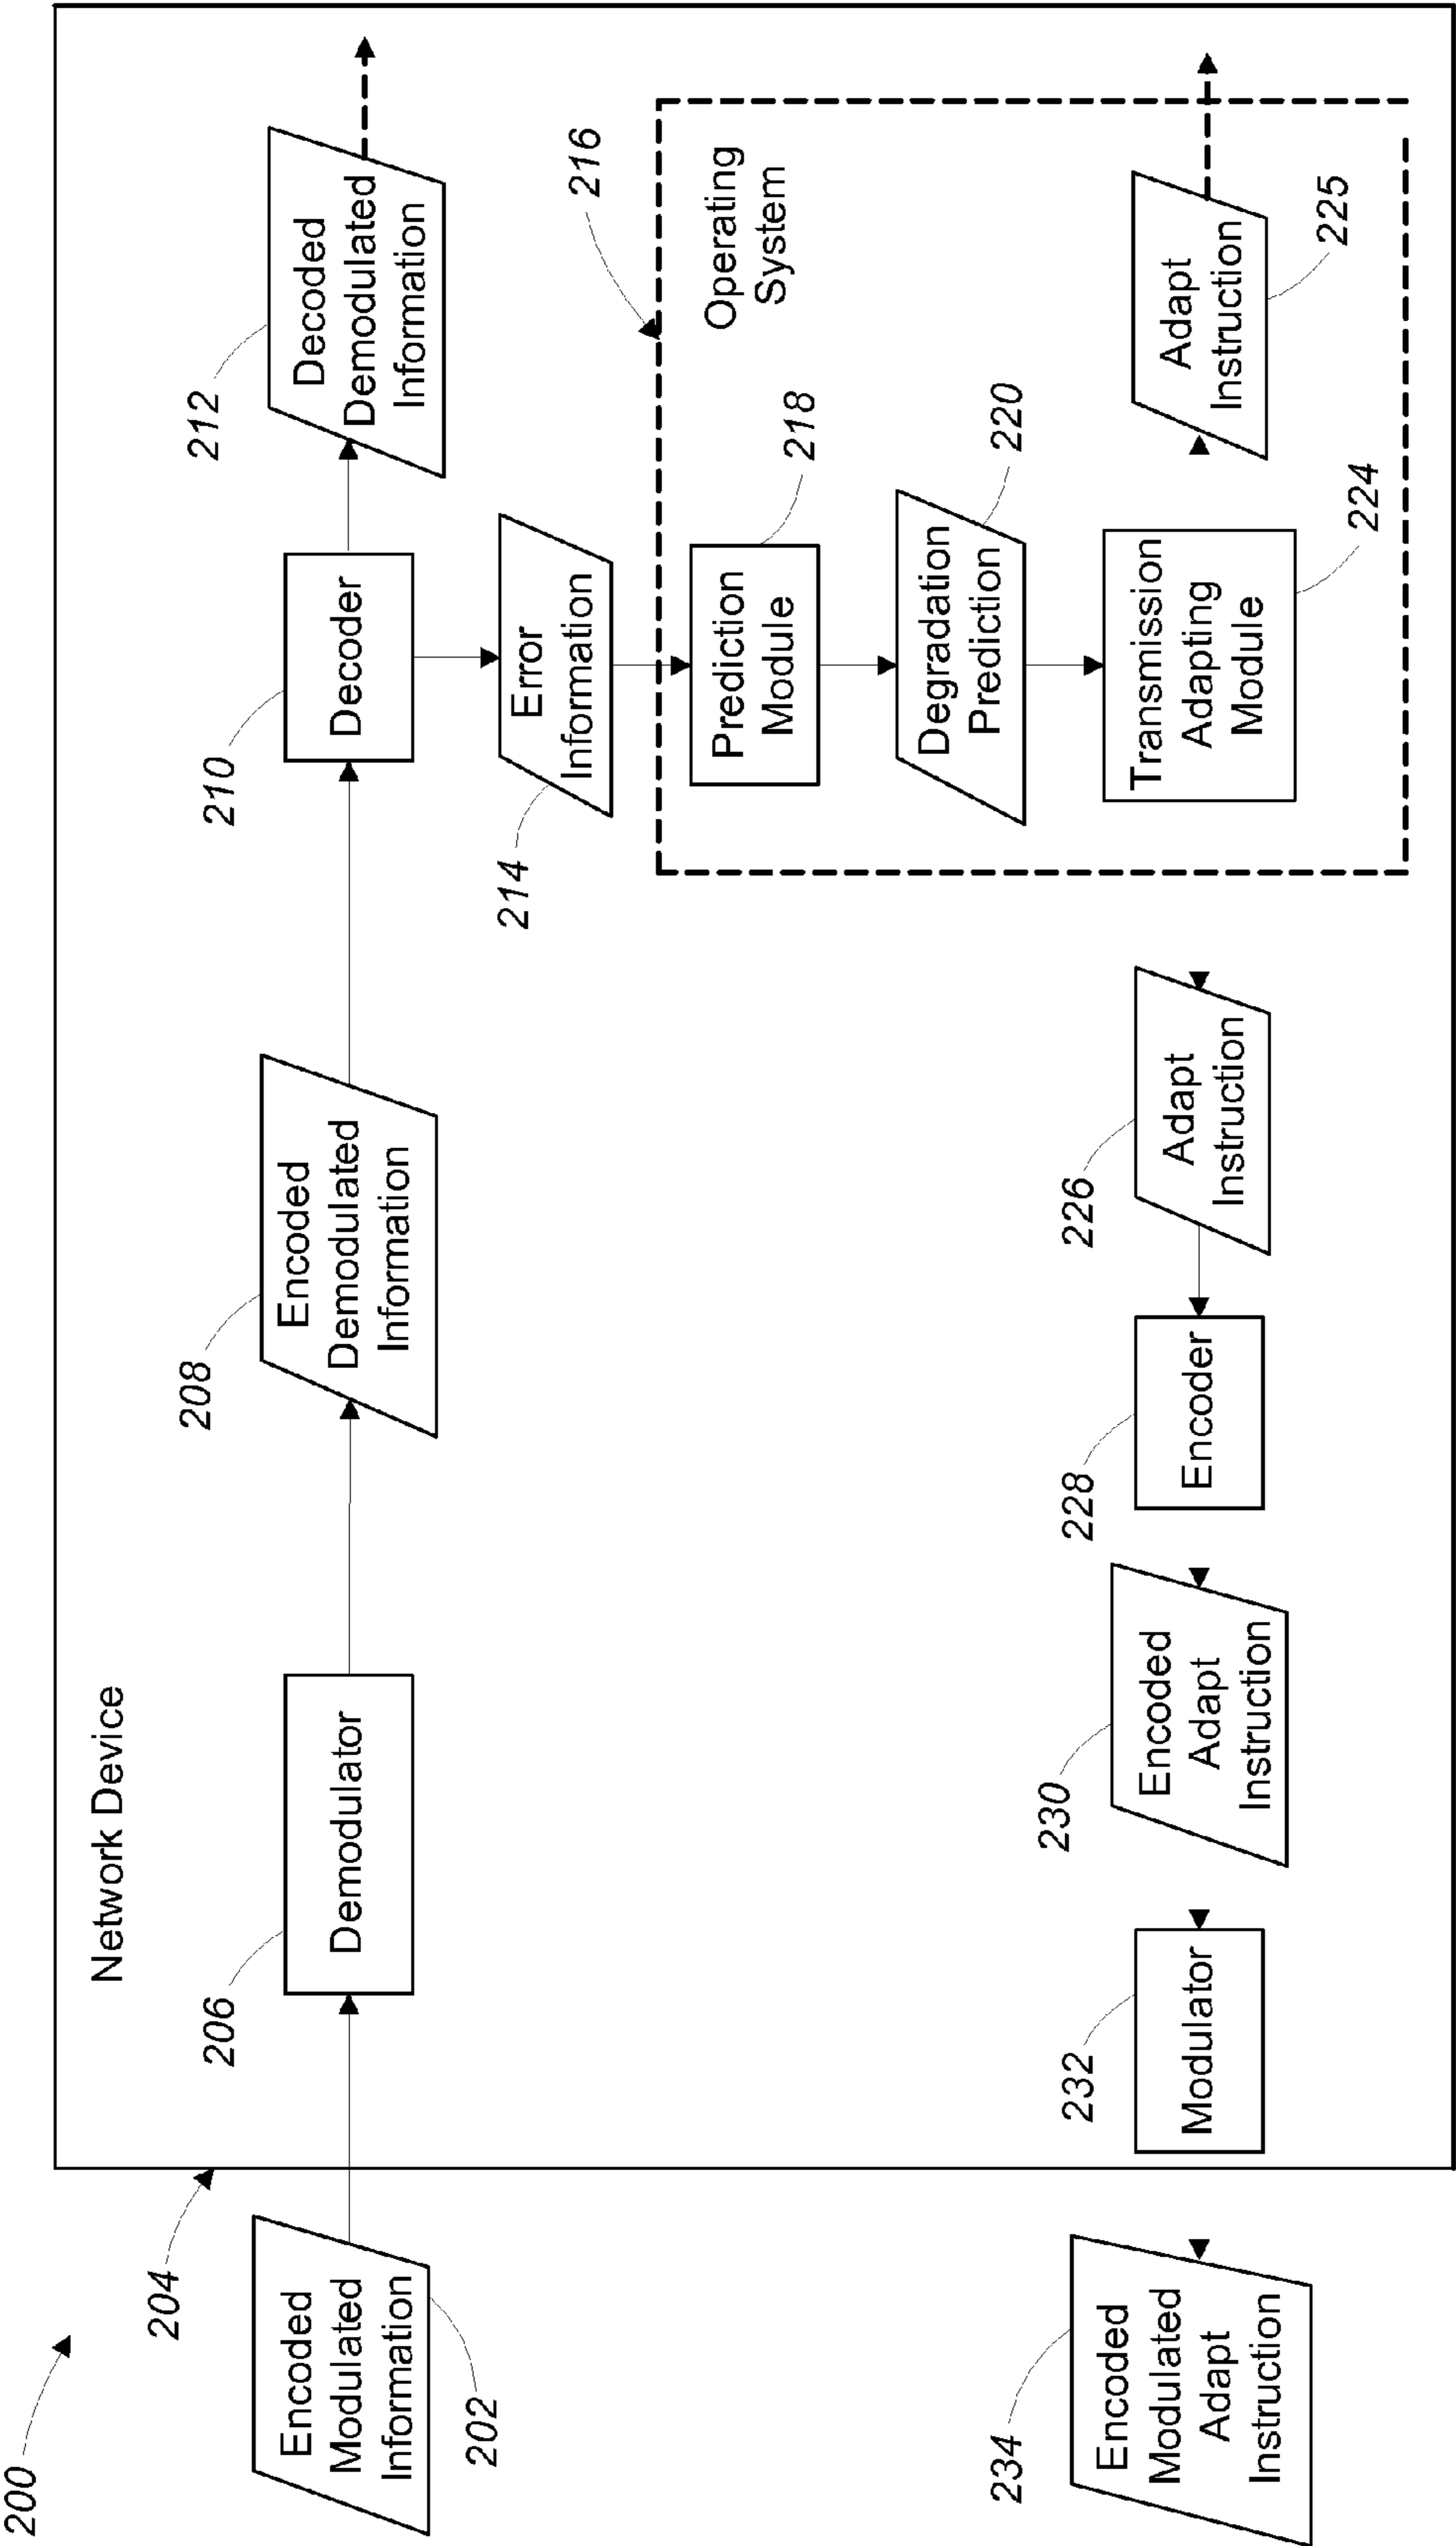 200
204
Network Device
Encoded
Modulated
Information
202
206
Demodulator
208
Encoded
Demodulated
Information
210
Decoder
212
Decoded
Demodulated
Information
214
Error
Information
216
Operating
System
218
Prediction
Module
220
Degradation
Prediction
Transmission
Adapting
Module
224
Adapt
Instruction
225
226
Adapt
Instruction
228
Encoder
230
Encoded
Adapt
Instruction
232
Modulator
234
Encoded
Modulated
Adapt
Instruction